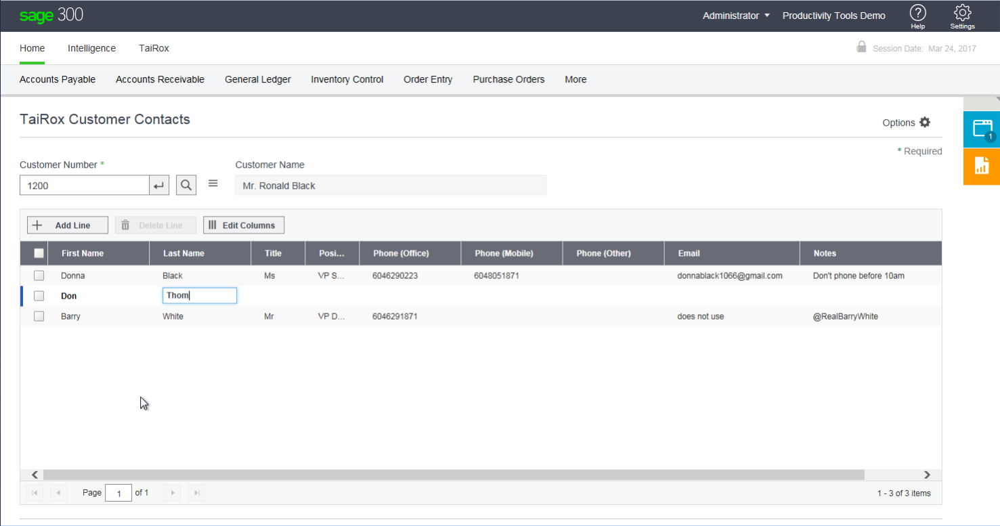 sage 300
Administrator Productivity Tools Demo Help Settings
Home Intelligence TaiRox Session Date: Mar 24, 2017
Accounts Payable Accounts Receivable General Ledger Inventory Control Order Entry Purchase Orders More
TaiRox Customer Contacts
Options
1
* Required
Customer Number * Customer Name
1200 Mr. Ronald Black
Add Line Delete Line Edit Columns
First Name Last Name Title Posi... Phone (Office) Phone (Mobile) Phone (Other) Email Notes
Donna Black Ms VP S... 6046290223 6048051871 donnablack1066@gmail.com Don't phone before 10am
Don Thom
Barry White Mr VP D... 6046291871 does not use @RealBarryWhite
Page 1 of 1 1 - 3 of 3 items